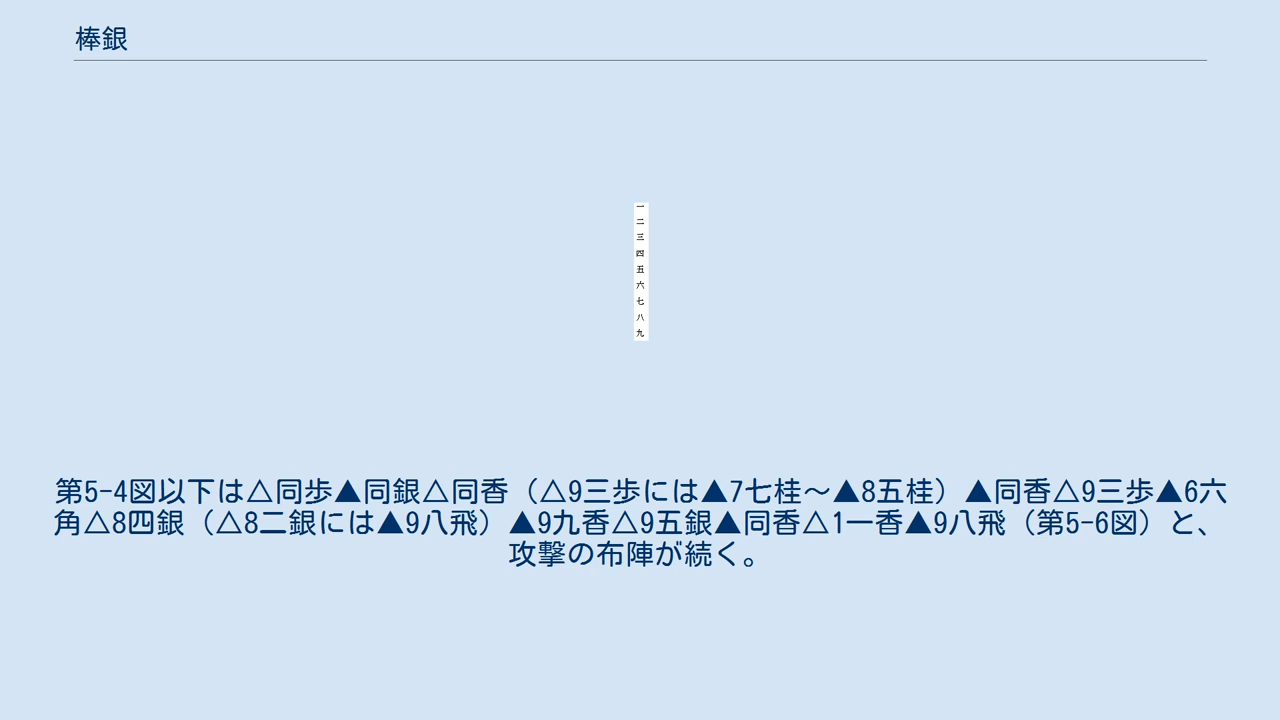 棒銀
一
二
三
四
五
六
七
八
九
第5-4図以下は△同歩▲同銀△同香（△9三歩には▲7七桂～▲8五桂）▲同香△9三歩▲6六
角△8四銀（△8二銀には▲9八飛）▲9九香△9五銀▲同香△1一香▲9八飛（第5-6図）と、
攻撃の布陣が続く。